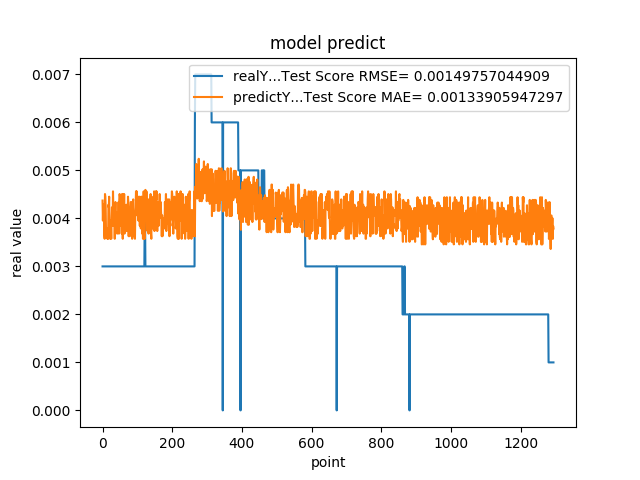 model predict
realY...Test Score RMSE= 0.00149757044909
predictY...Test Score MAE= 0.00133905947297
0.007
0.006
0.005
0.004
0.003
0.002
0.001
0.000
real value
0 200 400 600 800 1000 1200
point